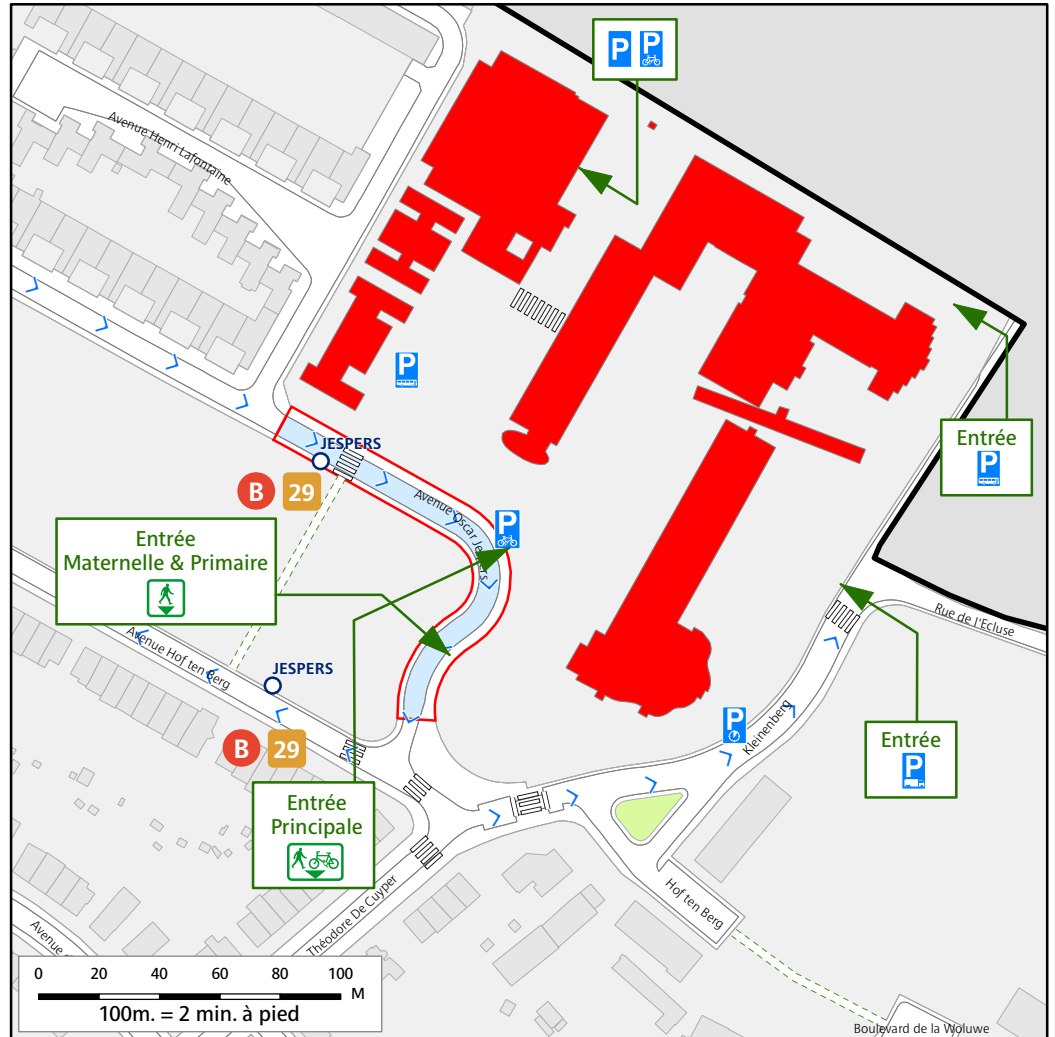 P P
Avenue Henri Lafontaine
P
JESPERS
B 29
Avenue Oscar Jespers
P
Entrée
P
Entrée
Maternelle & Primaire
Rue de l'Ecluse
Avenue Hof ten Berg
JESPERS
B 29
P
Kleinenberg
Entrée
P
Entrée
Principale
Hof ten Berg
Théodore De Cuyper
Avenue
0 20 40 60 80 100
M
100m. = 2 min. à pied
Boulevard de la Woluwe